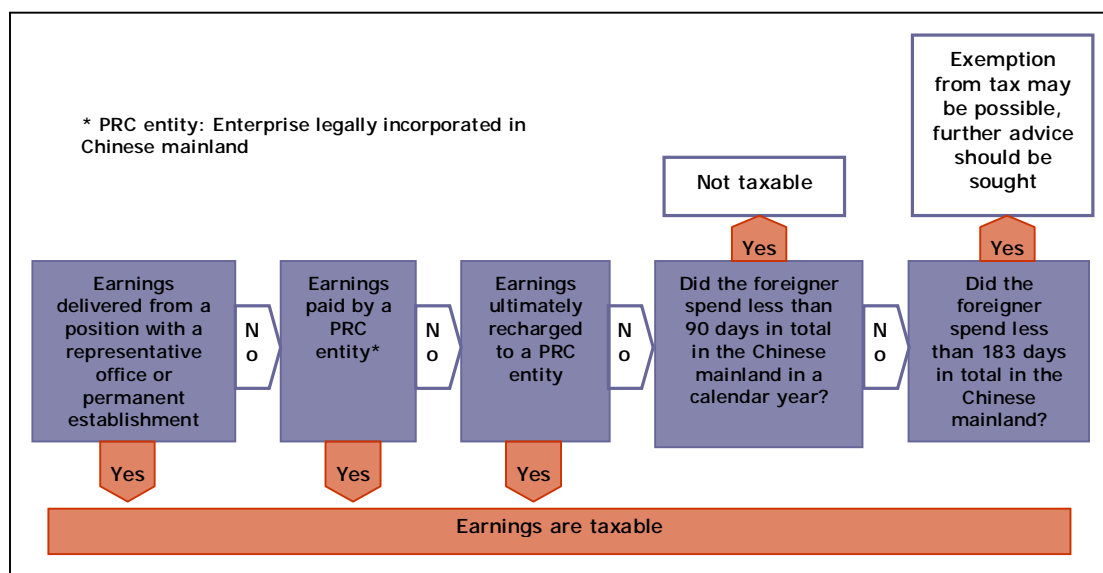 * PRC entity: Enterprise legally incorporated in
Chinese mainland
Exemption
from tax may
be possible,
further advice
should be
sought
Not taxable
Yes
Yes
Earnings
delivered from a
position with a
representative
office or
permanent
establishment
N
o
Earnings
paid by a
PRC
entity*
N
o
Earnings
ultimately
recharged
to a PRC
entity
N
o
Did the foreigner
spend less than
90 days in total
in the Chinese
mainland in a
calendar year?
N
o
Did the
foreigner
spend less
than 183 days
in total in the
Chinese
mainland?
Yes
Yes
Yes
Earnings are taxable